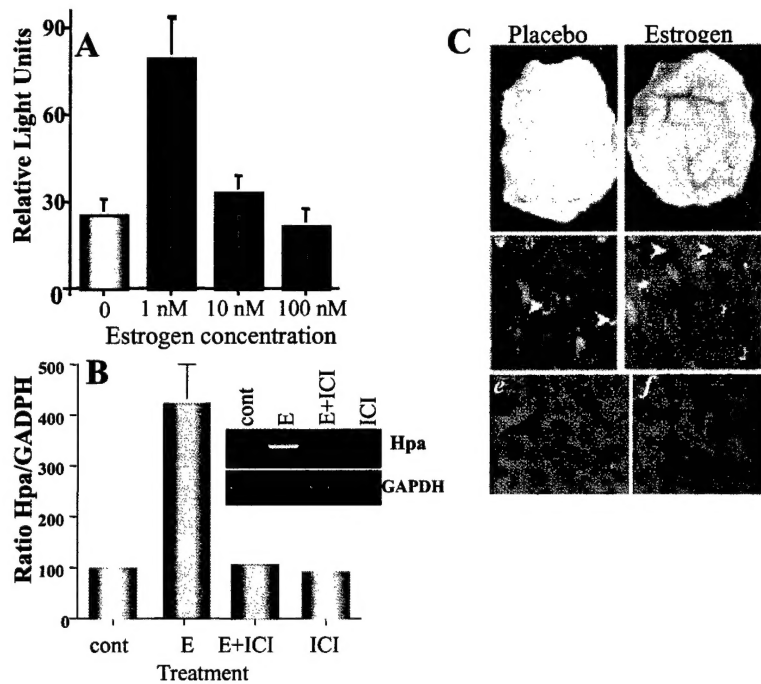 A
Relative Light Units
90
60
30
0
0 1 nM 10 nM 100 nM
Estrogen concentration
B
Ratio Hpa/GADPH
500
400
300
200
100
0
cont E E+ICI ICI
Hpa
GAPDH
cont E E+ICI ICI
Treatment
C
Placebo Estrogen
e f